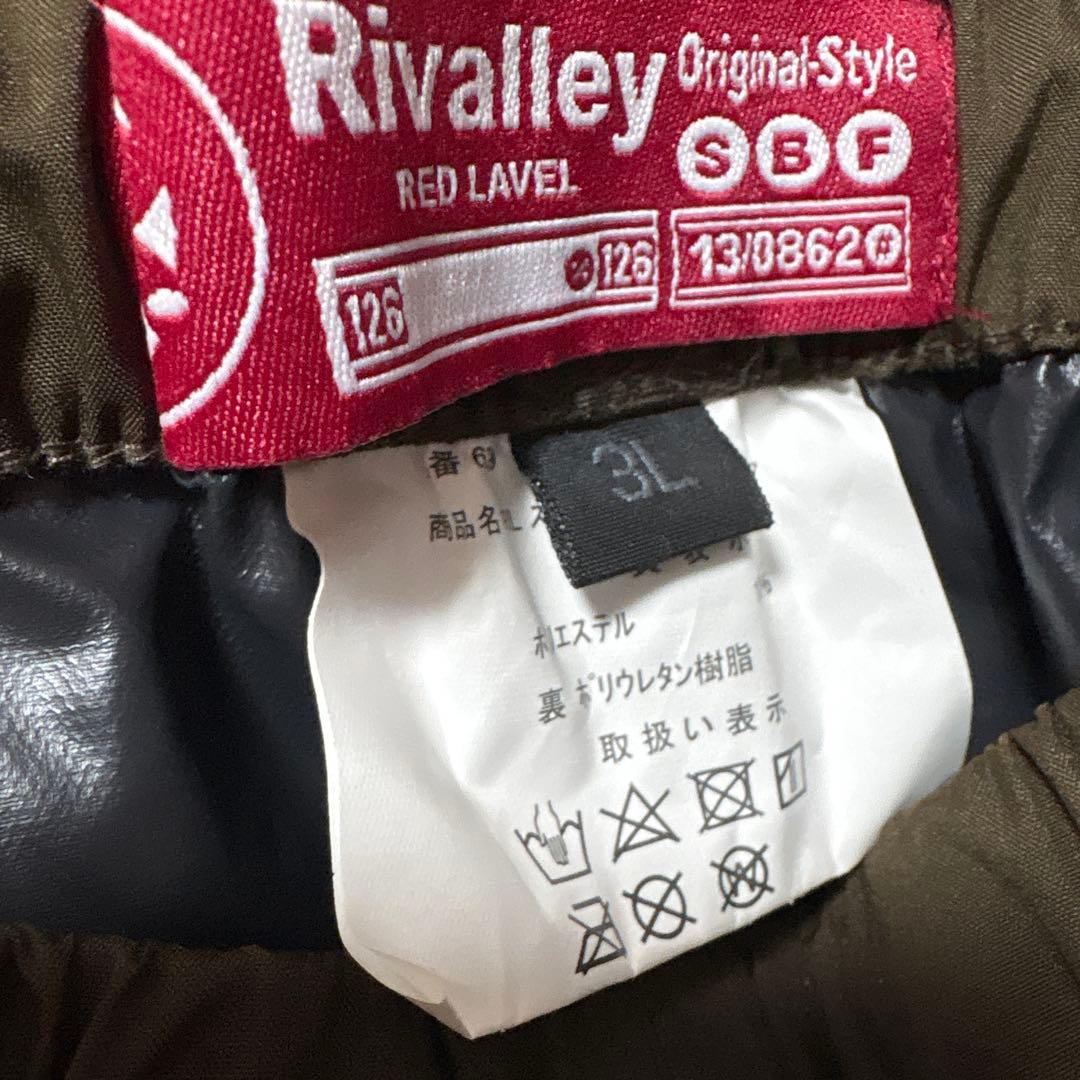 Rivalley Original-Style
RED LAVEL
S B F
126
126
13/0862
3L
番
商品名
ポリエステル
裏 ポリウレタン樹脂
取扱い表示